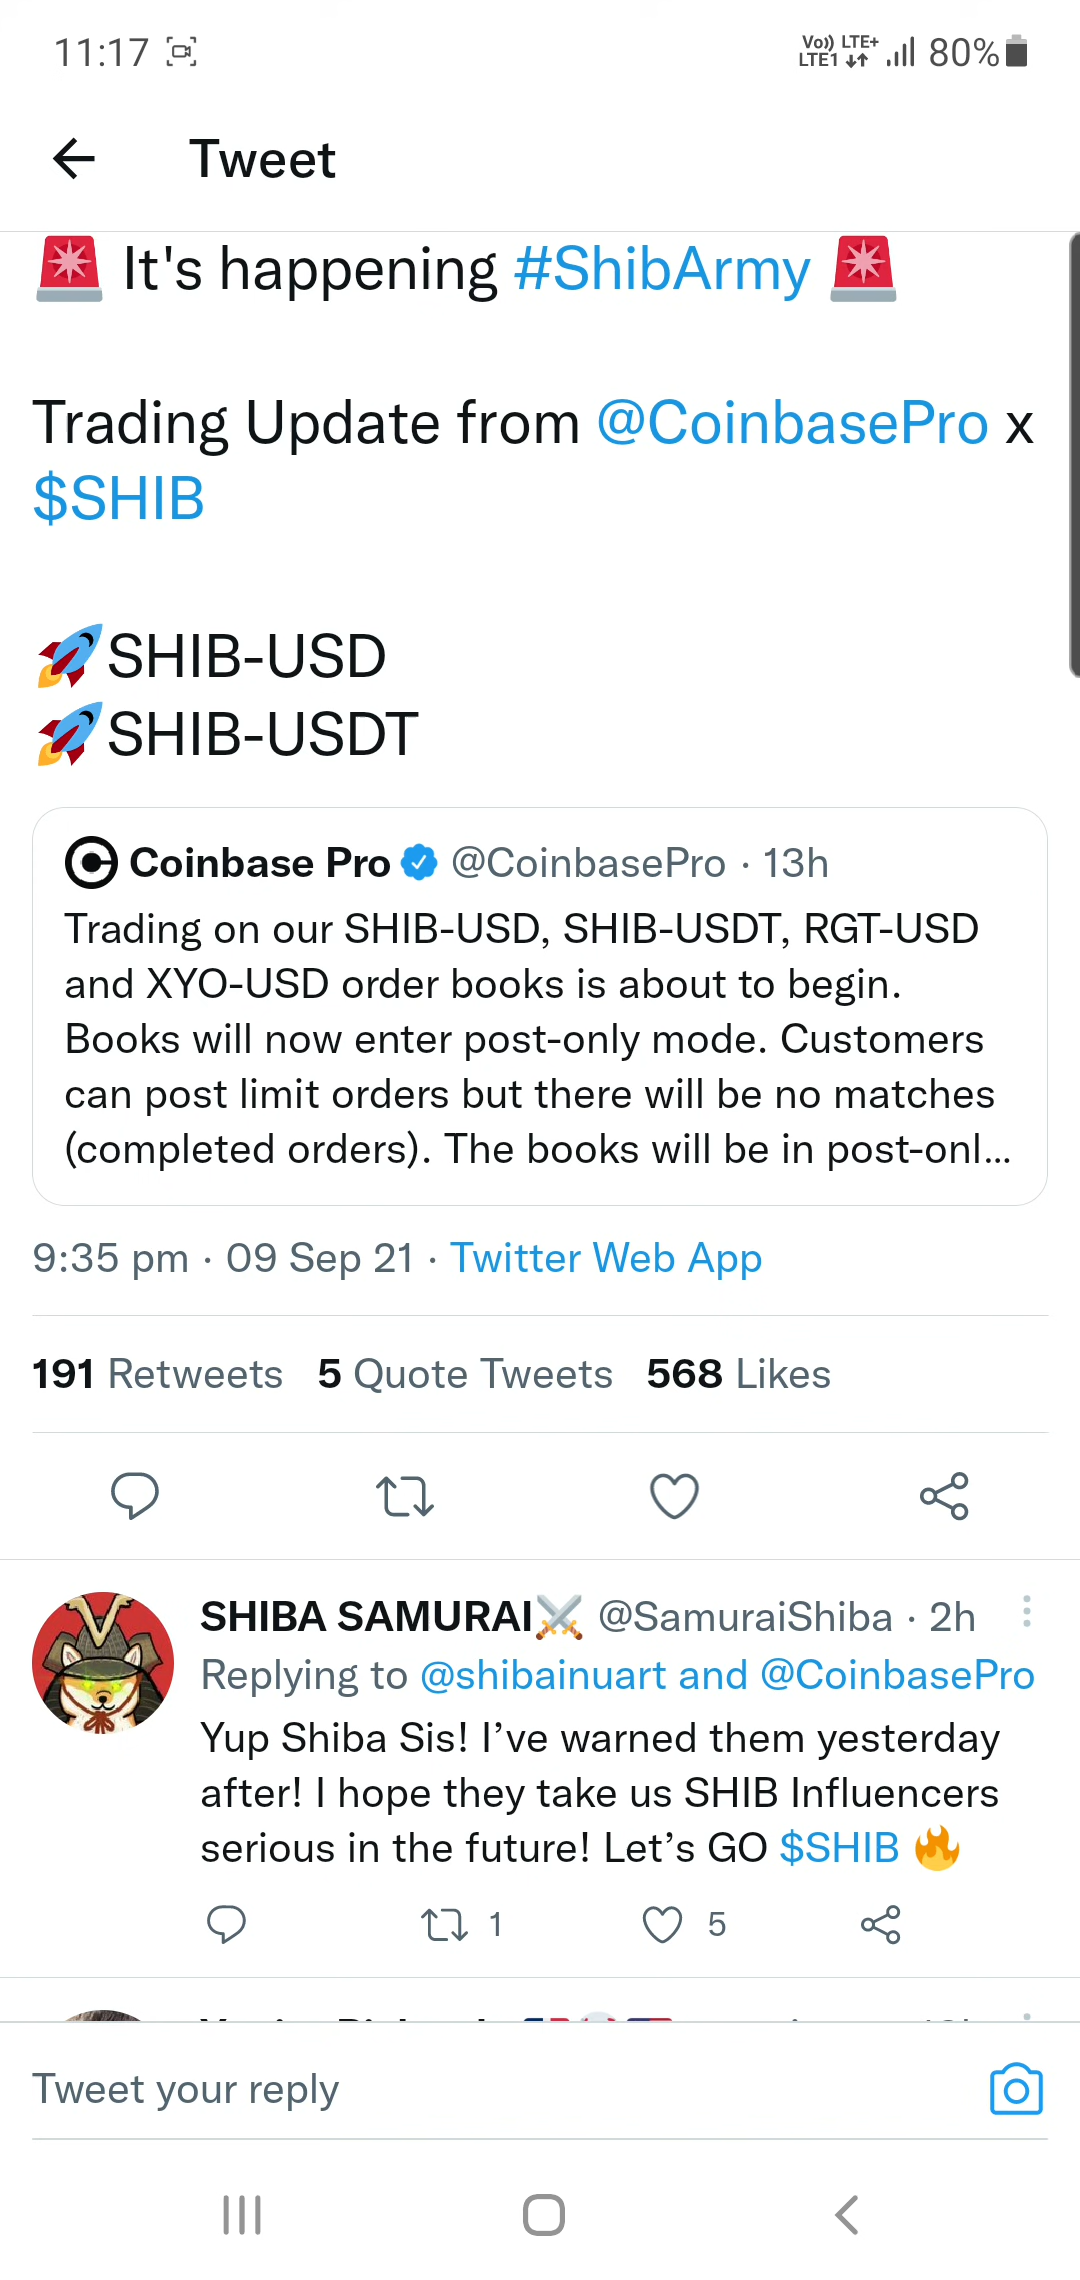 11:17 Vo)) LTE+ LTE1 80%
Tweet
It's happening #ShibArmy
Trading Update from @CoinbasePro x
$SHIB
SHIB-USD
SHIB-USDT
Coinbase Pro @CoinbasePro · 13h
Trading on our SHIB-USD, SHIB-USDT, RGT-USD
and XYO-USD order books is about to begin.
Books will now enter post-only mode. Customers
can post limit orders but there will be no matches
(completed orders). The books will be in post-onl...
9:35 pm · 09 Sep 21 · Twitter Web App
191 Retweets 5 Quote Tweets 568 Likes
SHIBA SAMURAI @SamuraiShiba · 2h
Replying to @shibainuart and @CoinbasePro
Yup Shiba Sis! I’ve warned them yesterday
after! I hope they take us SHIB Influencers
serious in the future! Let’s GO $SHIB
1 5
Tweet your reply